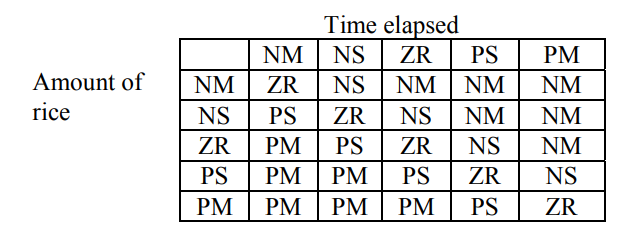 Time elapsed
NM NS ZR PS PM
Amount of rice
NM ZR NS NM NM NM
NS PS ZR NS NM NM
ZR PM PS ZR NS NM
PS PM PM PS ZR NS
PM PM PM PM PS ZR